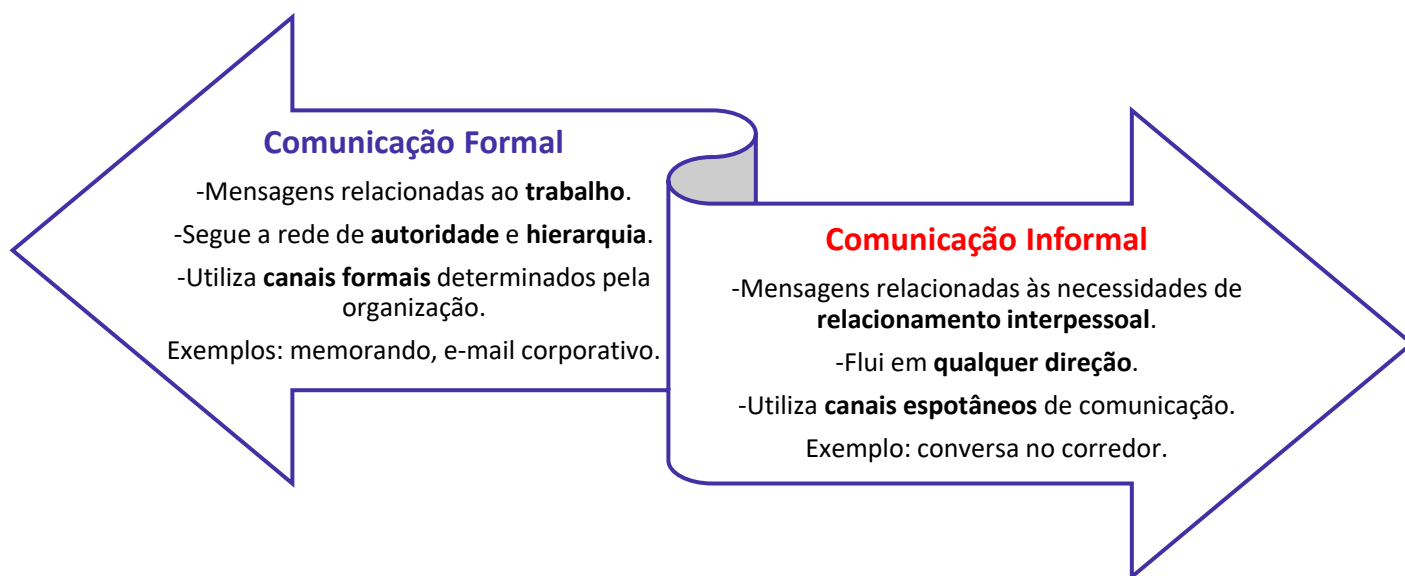 Comunicação Formal
-Mensagens relacionadas ao trabalho.
-Segue a rede de autoridade e hierarquia.
-Utiliza canais formais determinados pela
organização.
Exemplos: memorando, e-mail corporativo.
Comunicação Informal
-Mensagens relacionadas às necessidades de
relacionamento interpessoal.
-Flui em qualquer direção.
-Utiliza canais espotâneos de comunicação.
Exemplo: conversa no corredor.